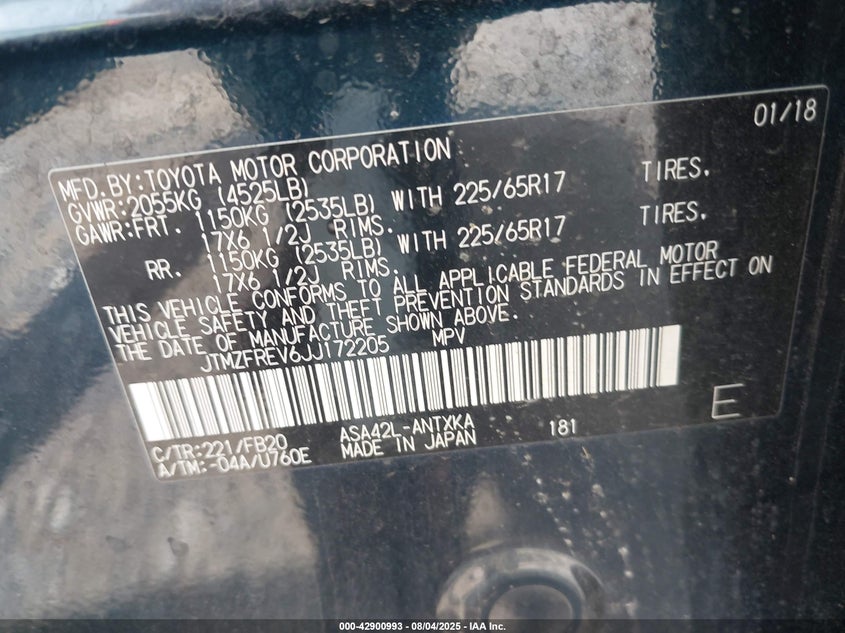 01/18
MFD.BY:TOYOTA MOTOR CORPORATION
GVWR:2055KG (4525LB)
GAWR:FRT. 1150KG (2535LB) WITH 225/65R17 TIRES.
17X6 1/2J RIMS.
RR. 1150KG (2535LB) WITH 225/65R17 TIRES.
17X6 1/2J RIMS.
THIS VEHICLE CONFORMS TO ALL APPLICABLE FEDERAL MOTOR
VEHICLE SAFETY AND THEFT PREVENTION STANDARDS IN EFFECT ON
THE DATE OF MANUFACTURE SHOWN ABOVE.
JTMZFREV6JJ172205 MPV
C/TR:221/FB20 ASA42L-ANTXKA 181 E
A/TM:-04A/U760E MADE IN JAPAN
000-42900993 - 08/04/2025 - IAA Inc.